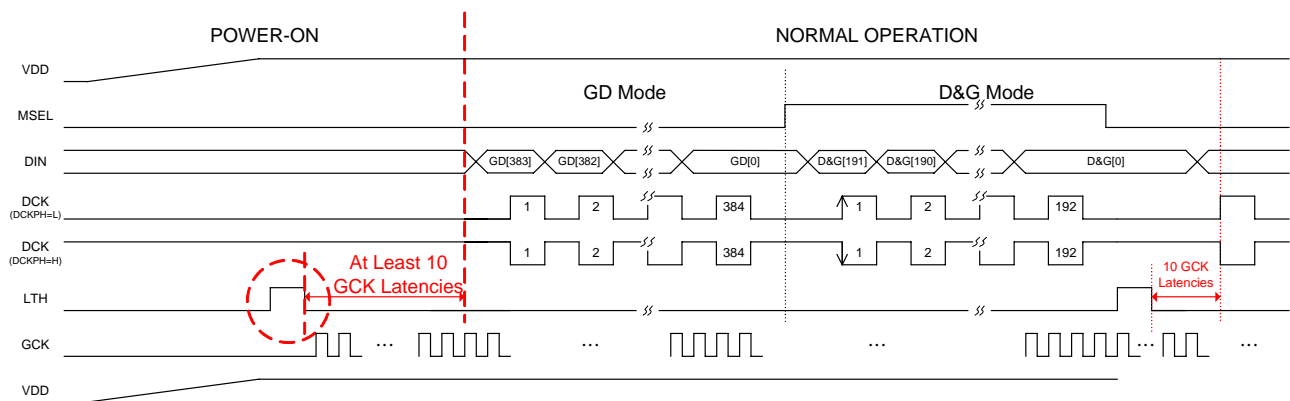 POWER-ON
NORMAL OPERATION
VDD
GD Mode
D&G Mode
MSEL
DIN
GD[383]
GD[382]
GD[0]
D&G[191]
D&G[190]
D&G[0]
DCK
(DCKPH=L)
1
2
384
1
2
192
DCK
(DCKPH=H)
1
2
384
1
2
192
At Least 10
GCK Latencies
10 GCK
Latencies
LTH
GCK
...
...
...
...
...
VDD